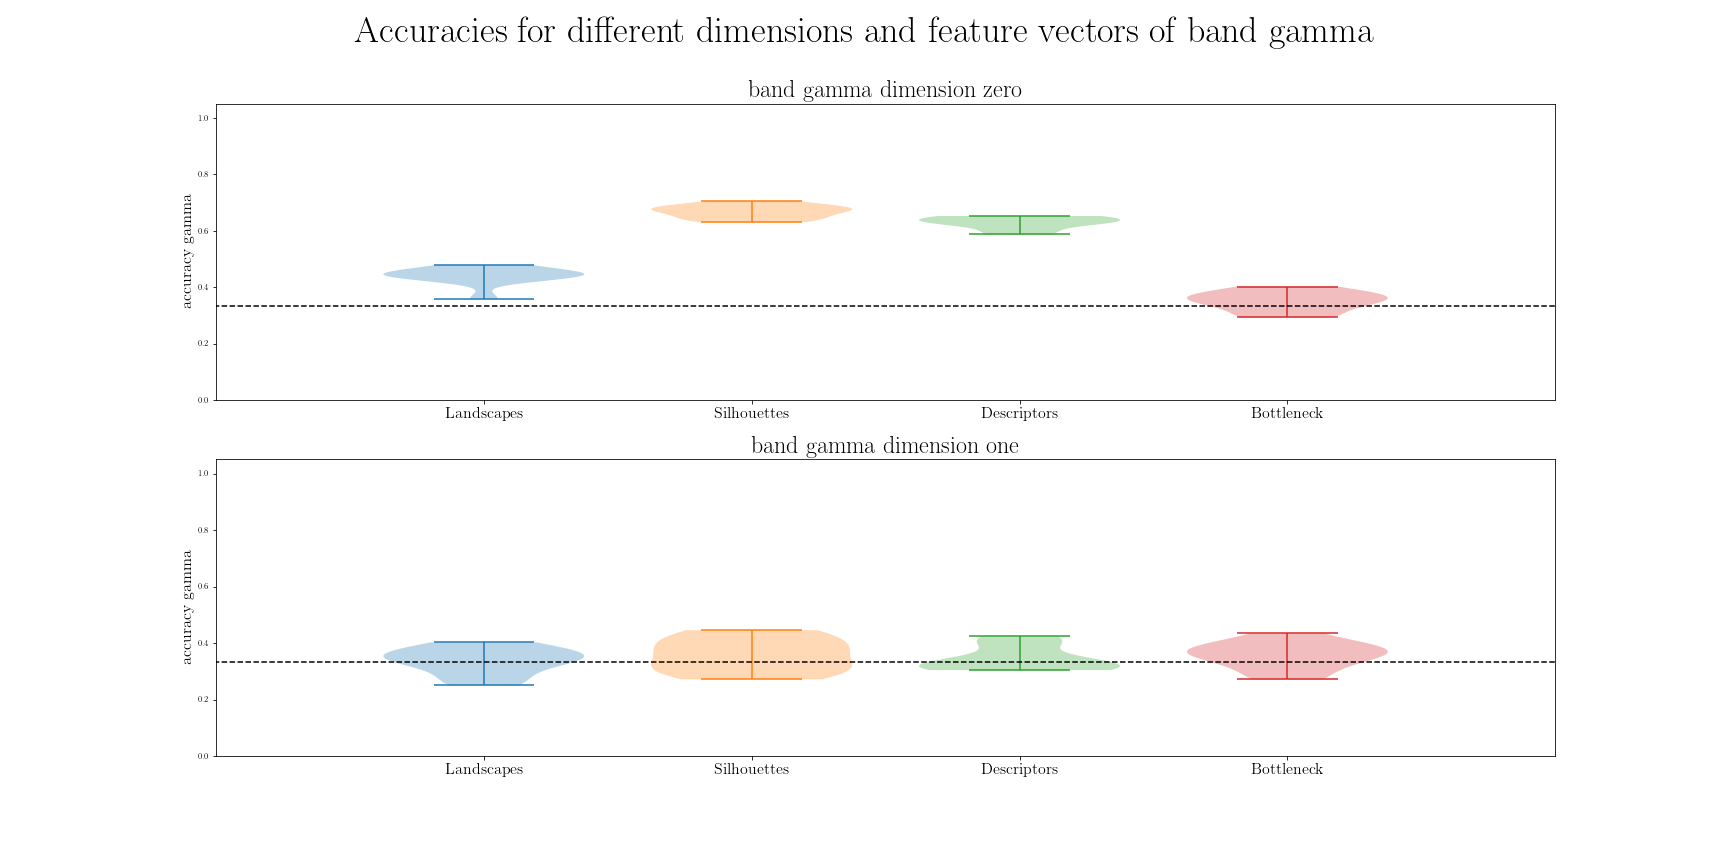 Accuracies for different dimensions and feature vectors of band gamma
band gamma dimension zero
accuracy gamma
1.0
0.8
0.6
0.4
0.2
0.0
Landscapes Silhouettes Descriptors Bottleneck
band gamma dimension one
accuracy gamma
1.0
0.8
0.6
0.4
0.2
0.0
Landscapes Silhouettes Descriptors Bottleneck